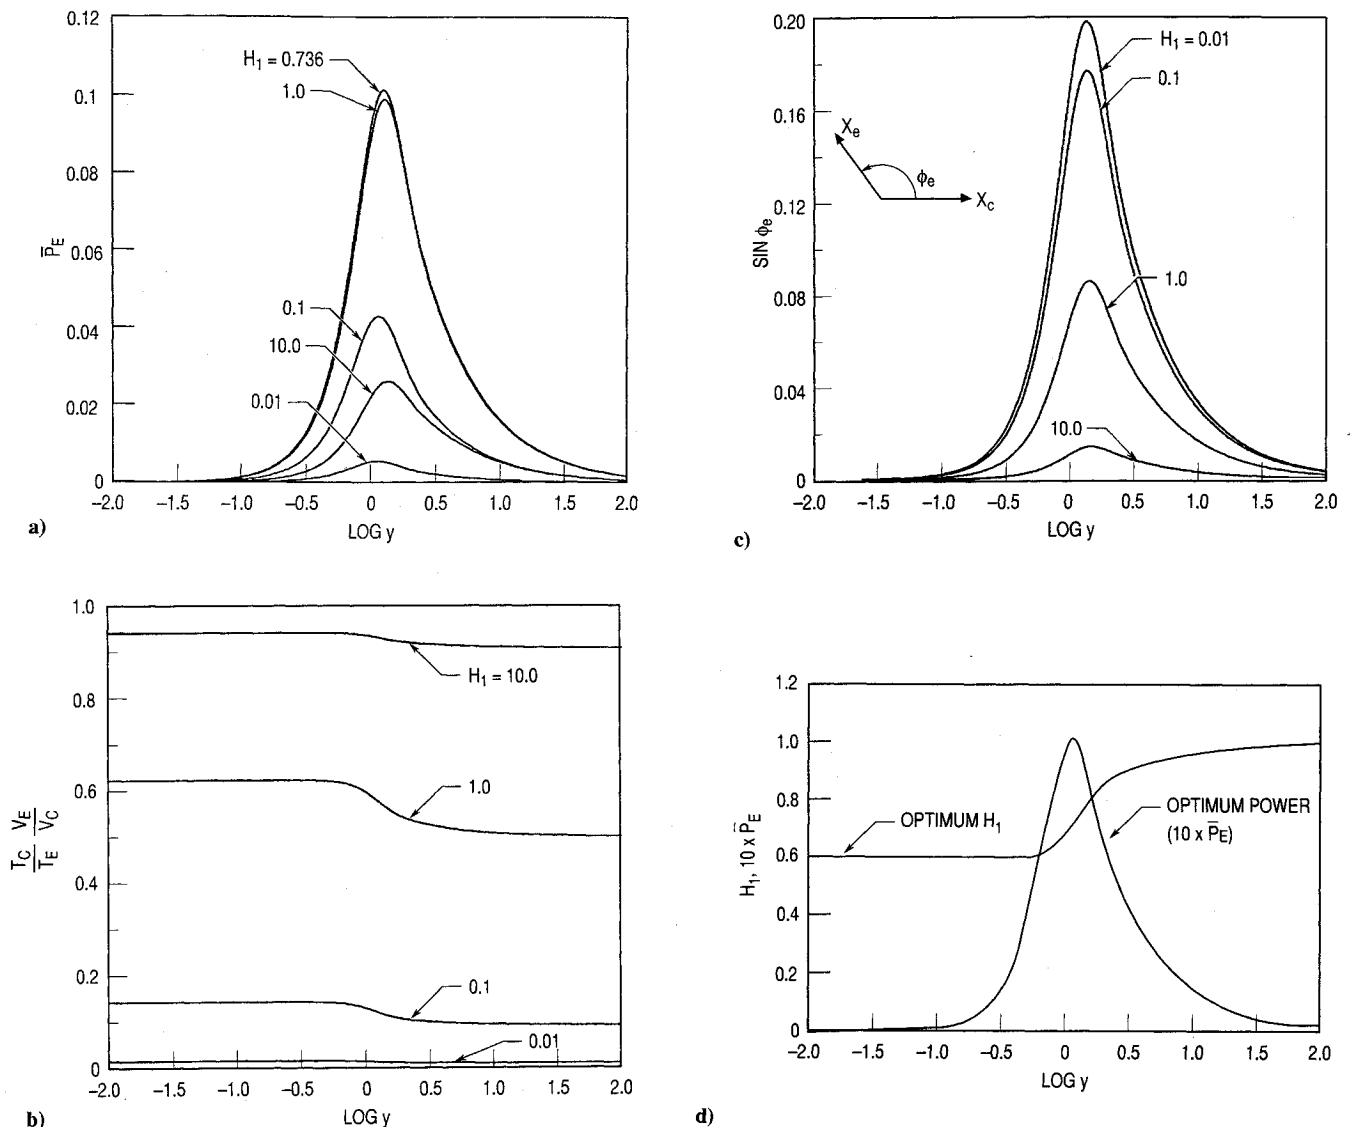 0.12
0.1
0.08
0.06
0.04
0.02
0
P̅E
H1 = 0.736
1.0
0.1
10.0
0.01
−2.0 −1.5 −1.0 −0.5 0 0.5 1.0 1.5 2.0
LOG y
a)
0.20
0.16
0.12
0.08
0.04
0
SIN ϕe
H1 = 0.01
0.1
Xe
ϕe
Xc
1.0
10.0
−2.0 −1.5 −1.0 −0.5 0 0.5 1.0 1.5 2.0
LOG y
c)
1.0
0.8
0.6
0.4
0.2
0
TC VE
TE VC
H1 = 10.0
1.0
0.1
0.01
−2.0 −1.5 −1.0 −0.5 0 0.5 1.0 1.5 2.0
LOG y
b)
1.2
1.0
0.8
0.6
0.4
0.2
0
H1, 10 x P̅E
OPTIMUM H1
OPTIMUM POWER
(10 x P̅E)
−2.0 −1.5 −1.0 −0.5 0 0.5 1.0 1.5 2.0
LOG y
d)